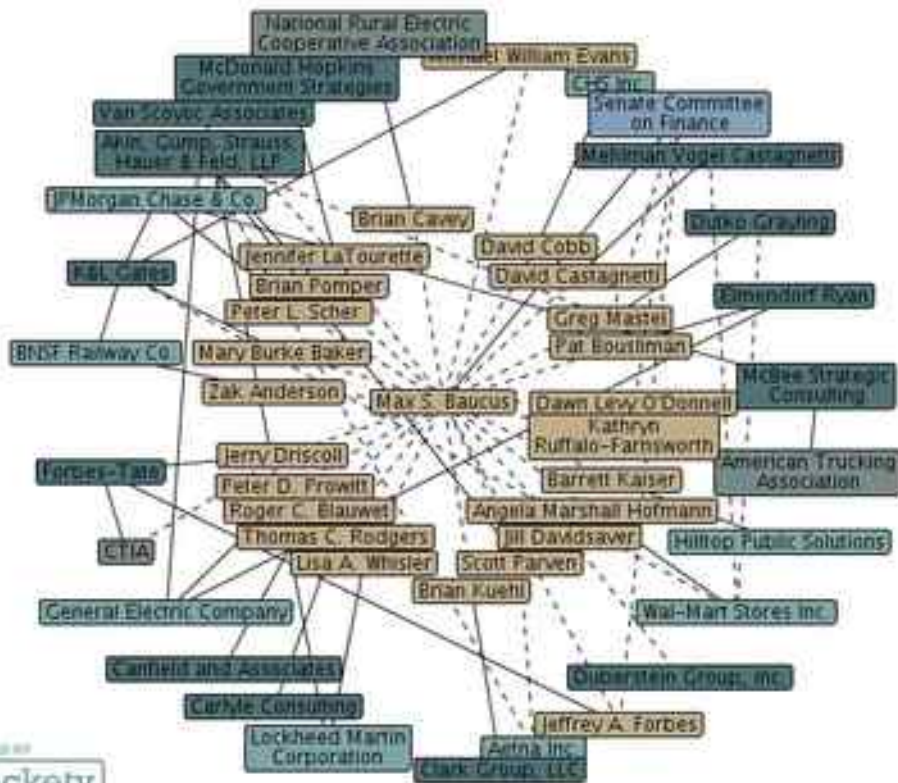 National Rural Electric
Cooperative Association
William Evans
McDonald Hopkins
Government Strategies
CHS Inc.
Senate Committee
on Finance
Van Scoyoc Associates
Akin, Gump, Strauss,
Hauer & Feld, LLP
Mehlman Vogel Castagnetti
JPMorgan Chase & Co.
Brian Cavey
Dutko Grayling
David Cobb
Jennifer LaTourette
K&L Gates
David Castagnetti
Brian Pomper
Elmendorf Ryan
Peter L. Scher
Greg Mastel
Pat Bousliman
BNSF Railway Co.
Mary Burke Baker
McBee Strategic
Consulting
Zak Anderson
Max S. Baucus
Dawn Levy O'Donnell
Kathryn
Ruffalo-Farnsworth
Jerry Driscoll
American Trucking
Association
Forbes-Tate
Barrett Kaiser
Peter D. Prowitt
Roger C. Blauwet
Angela Marshall Hofmann
Thomas C. Rodgers
Jill Davidsaver
Hilltop Public Solutions
CTIA
Lisa A. Whisler
Scott Parven
Brian Kuehl
General Electric Company
Wal-Mart Stores Inc.
Canfield and Associates
Duberstein Group, Inc.
Carlyle Consulting
Jeffrey A. Forbes
Lockheed Martin
Corporation
Aetna Inc.
Clark Group, LLC